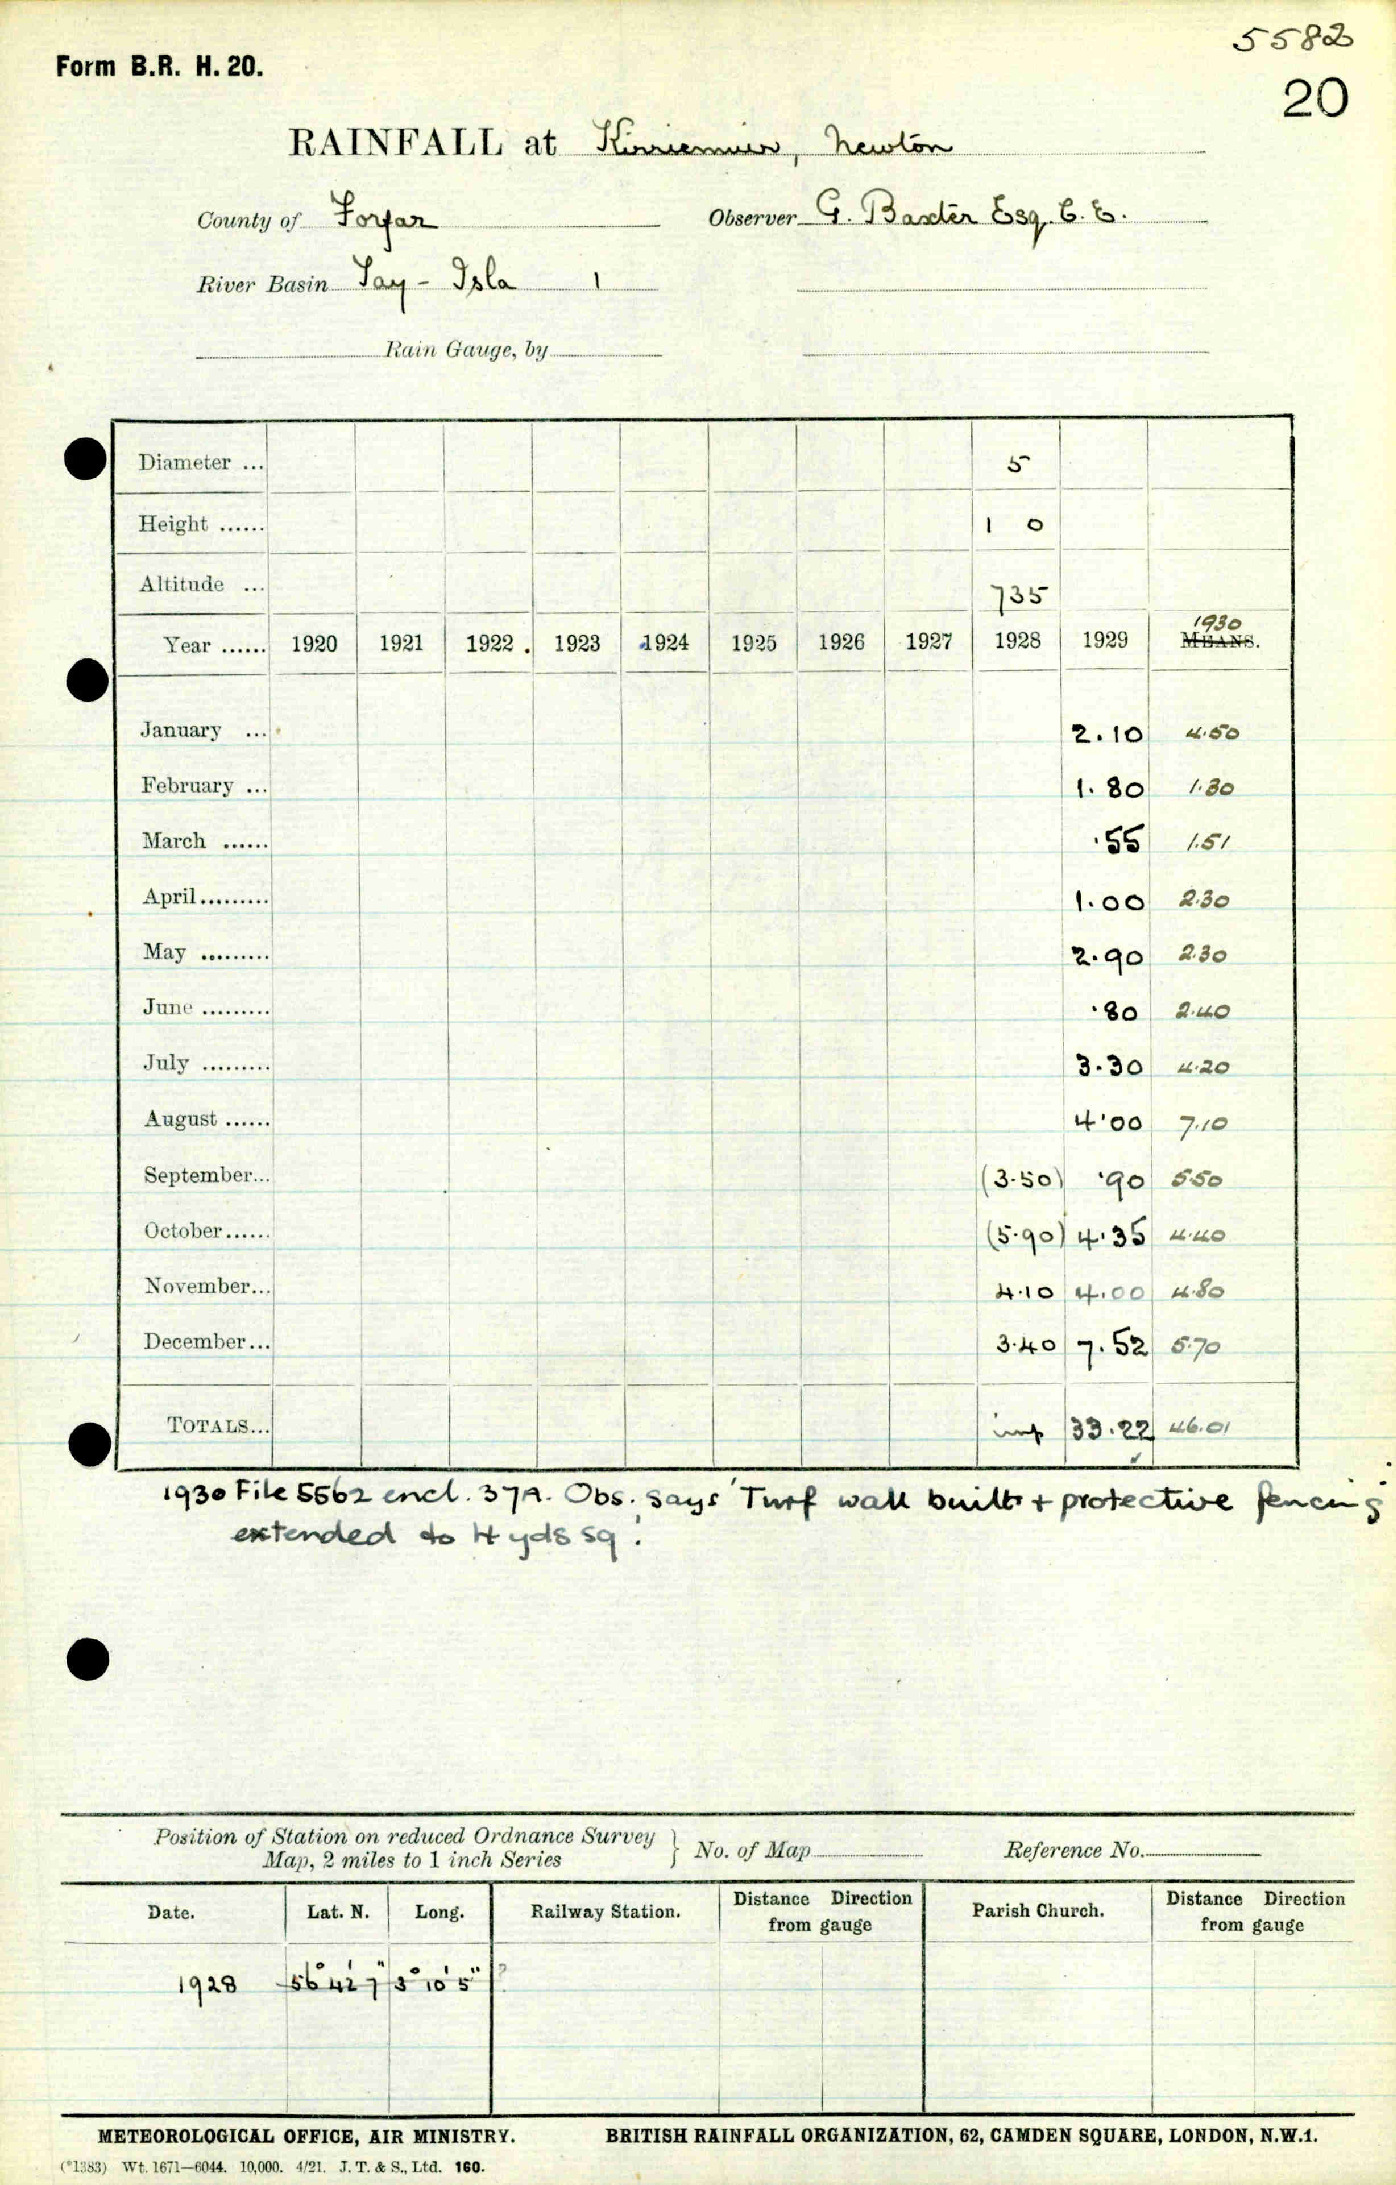 5582
Form B.R. H. 20.
20
RAINFALL at Kirriemuir, Newton
County of Forfar Observer G. Baxter Esq. C.E.
River Basin Tay - Isla 1
Rain Gauge, by
Diameter ... 5
Height ...... 1 0
Altitude ... 735
Year ...... 1920 1921 1922 . 1923 1924 1925 1926 1927 1928 1929 1930 MEANS.
January ... 2.10 4.50
February ... 1.80 1.30
March ...... .55 1.51
April......... 1.00 2.30
May ......... 2.90 2.30
June ......... .80 2.40
July ......... 3.30 4.20
August ...... 4.00 7.10
September... (3.50) .90 5.50
October...... (5.90) 4.35 4.40
November... 4.10 4.00 4.80
December... 3.40 7.52 5.70
TOTALS... imp 33.22 46.01
1930 File 5562 encl. 37A. Obs. says 'Turf wall built + protective fencing
extended to 4 yds sq.'
Position of Station on reduced Ordnance Survey
Map, 2 miles to 1 inch Series } No. of Map Reference No.
Date. Lat. N. Long. Railway Station. Distance Direction from gauge Parish Church. Distance Direction from gauge
1928 56° 42' 7" 3° 10' 5" ?
METEOROLOGICAL OFFICE, AIR MINISTRY. BRITISH RAINFALL ORGANIZATION, 62, CAMDEN SQUARE, LONDON, N.W.1.
(*1383) Wt. 1671—6044. 10,000. 4/21. J. T. & S., Ltd. 160.